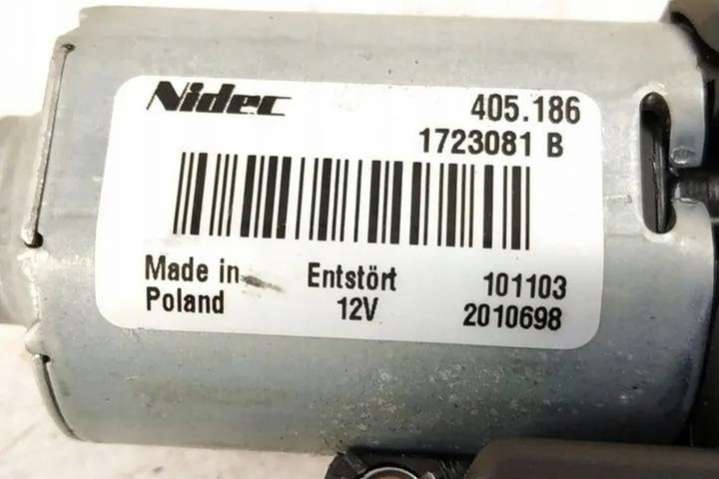 Nidec 405.186
1723081 B
Made in Entstört 101103
Poland 12V 2010698